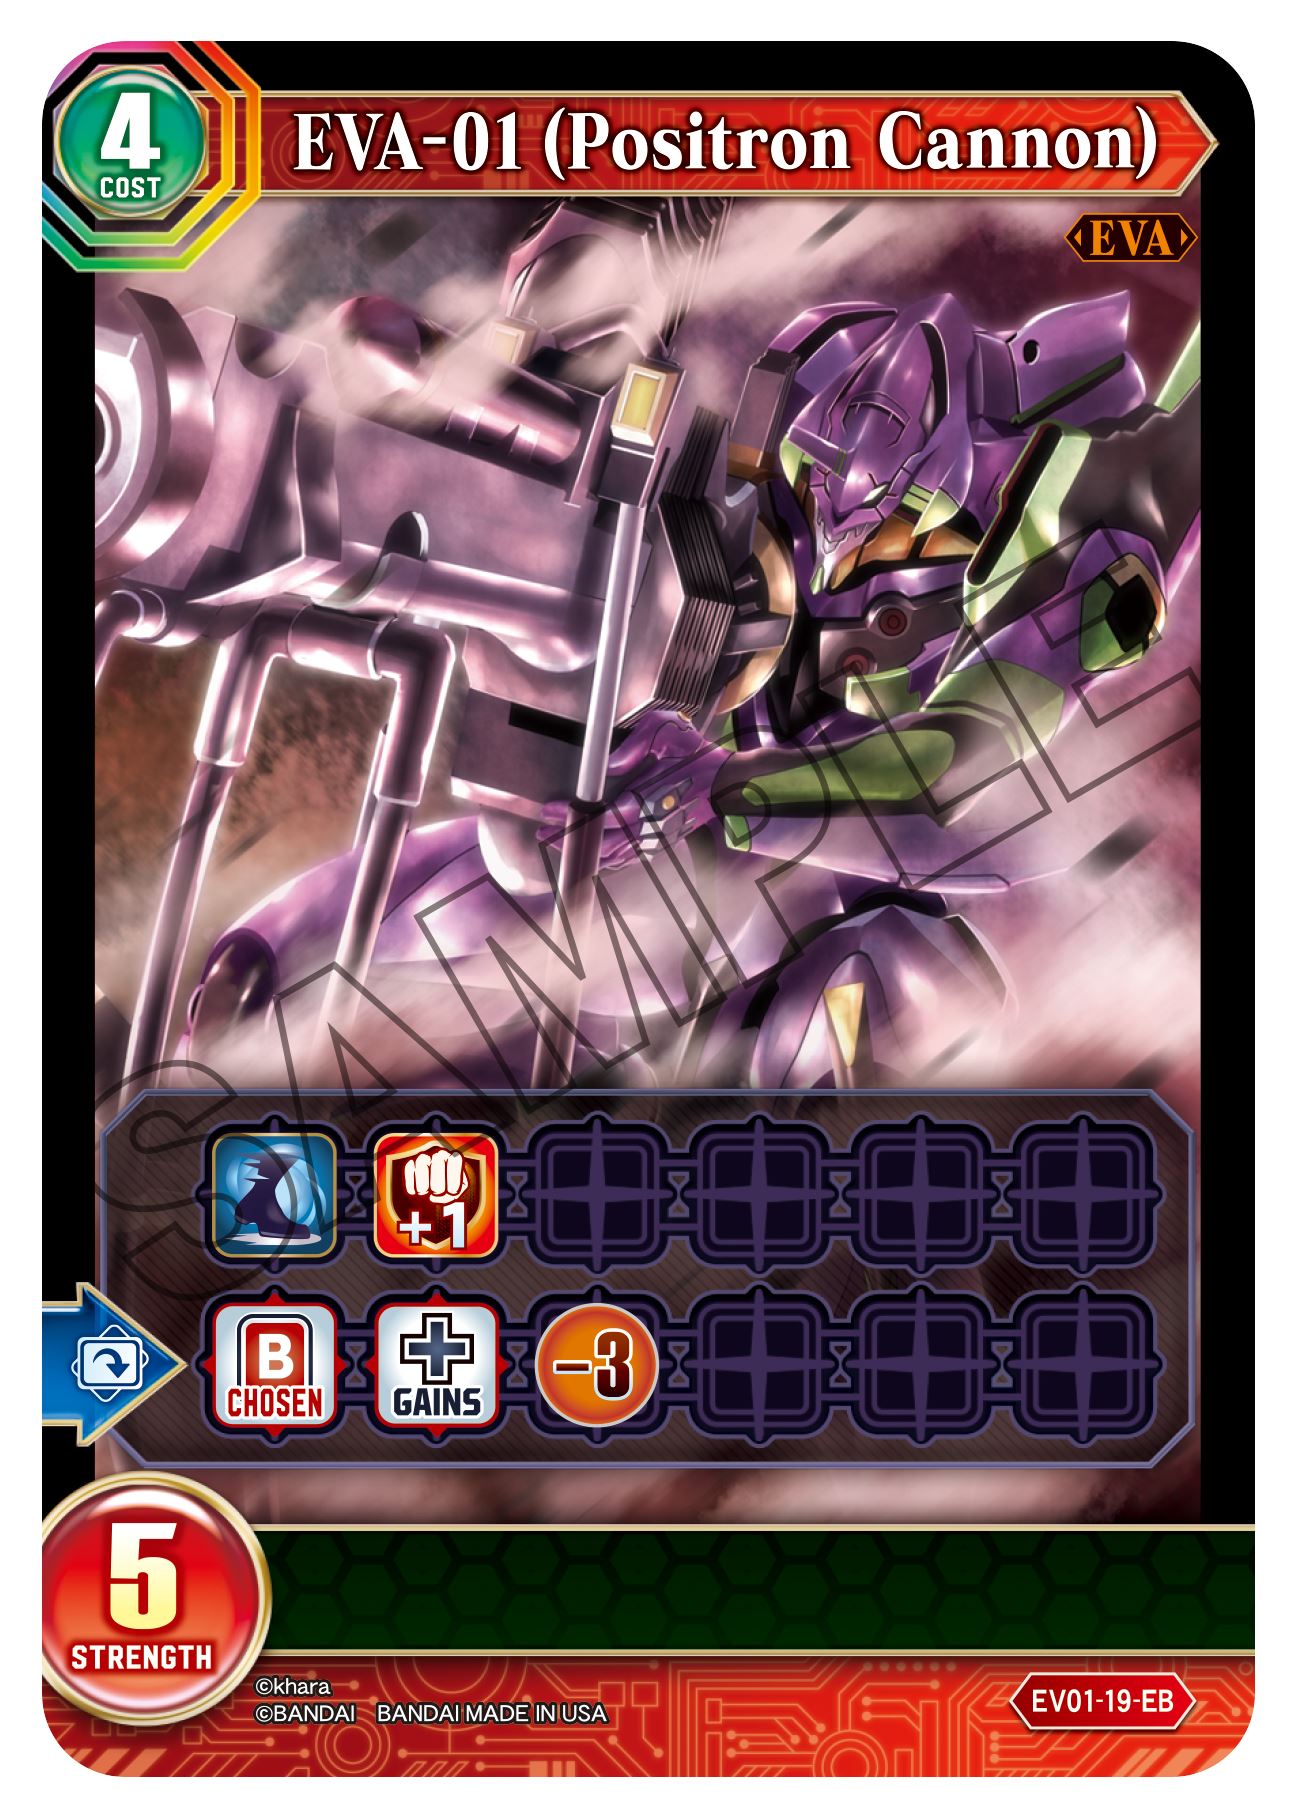 4
COST
EVA-01 (Positron Cannon)
EVA
SAMPLE
+1
B
CHOSEN
GAINS
-3
5
STRENGTH
©khara
©BANDAI BANDAI MADE IN USA
EV01-19-EB